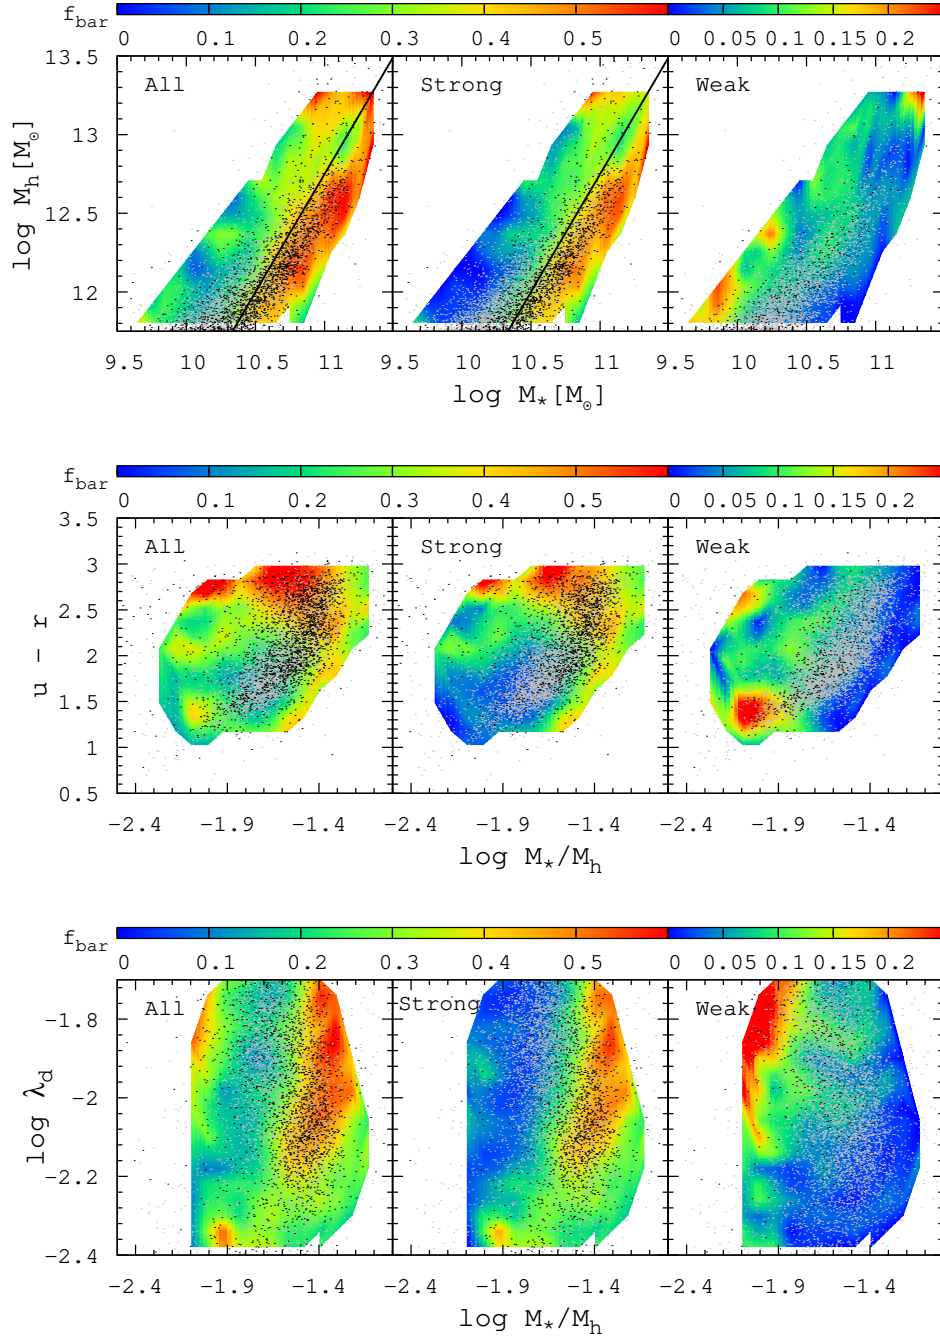 f_bar
0 0.1 0.2 0.3 0.4 0.5 0 0.05 0.1 0.15 0.2
All Strong Weak
log M_h[M_⊙]
13.5
13
12.5
12
9.5 10 10.5 11 9.5 10 10.5 11 9.5 10 10.5 11
log M_*[M_⊙]
f_bar
0 0.1 0.2 0.3 0.4 0.5 0 0.05 0.1 0.15 0.2
All Strong Weak
u − r
3.5
3
2.5
2
1.5
1
0.5
−2.4 −1.9 −1.4 −2.4 −1.9 −1.4 −2.4 −1.9 −1.4
log M_*/M_h
f_bar
0 0.1 0.2 0.3 0.4 0.5 0 0.05 0.1 0.15 0.2
All Strong Weak
log λ_d
−1.8
−2
−2.2
−2.4
−2.4 −1.9 −1.4 −2.4 −1.9 −1.4 −2.4 −1.9 −1.4
log M_*/M_h